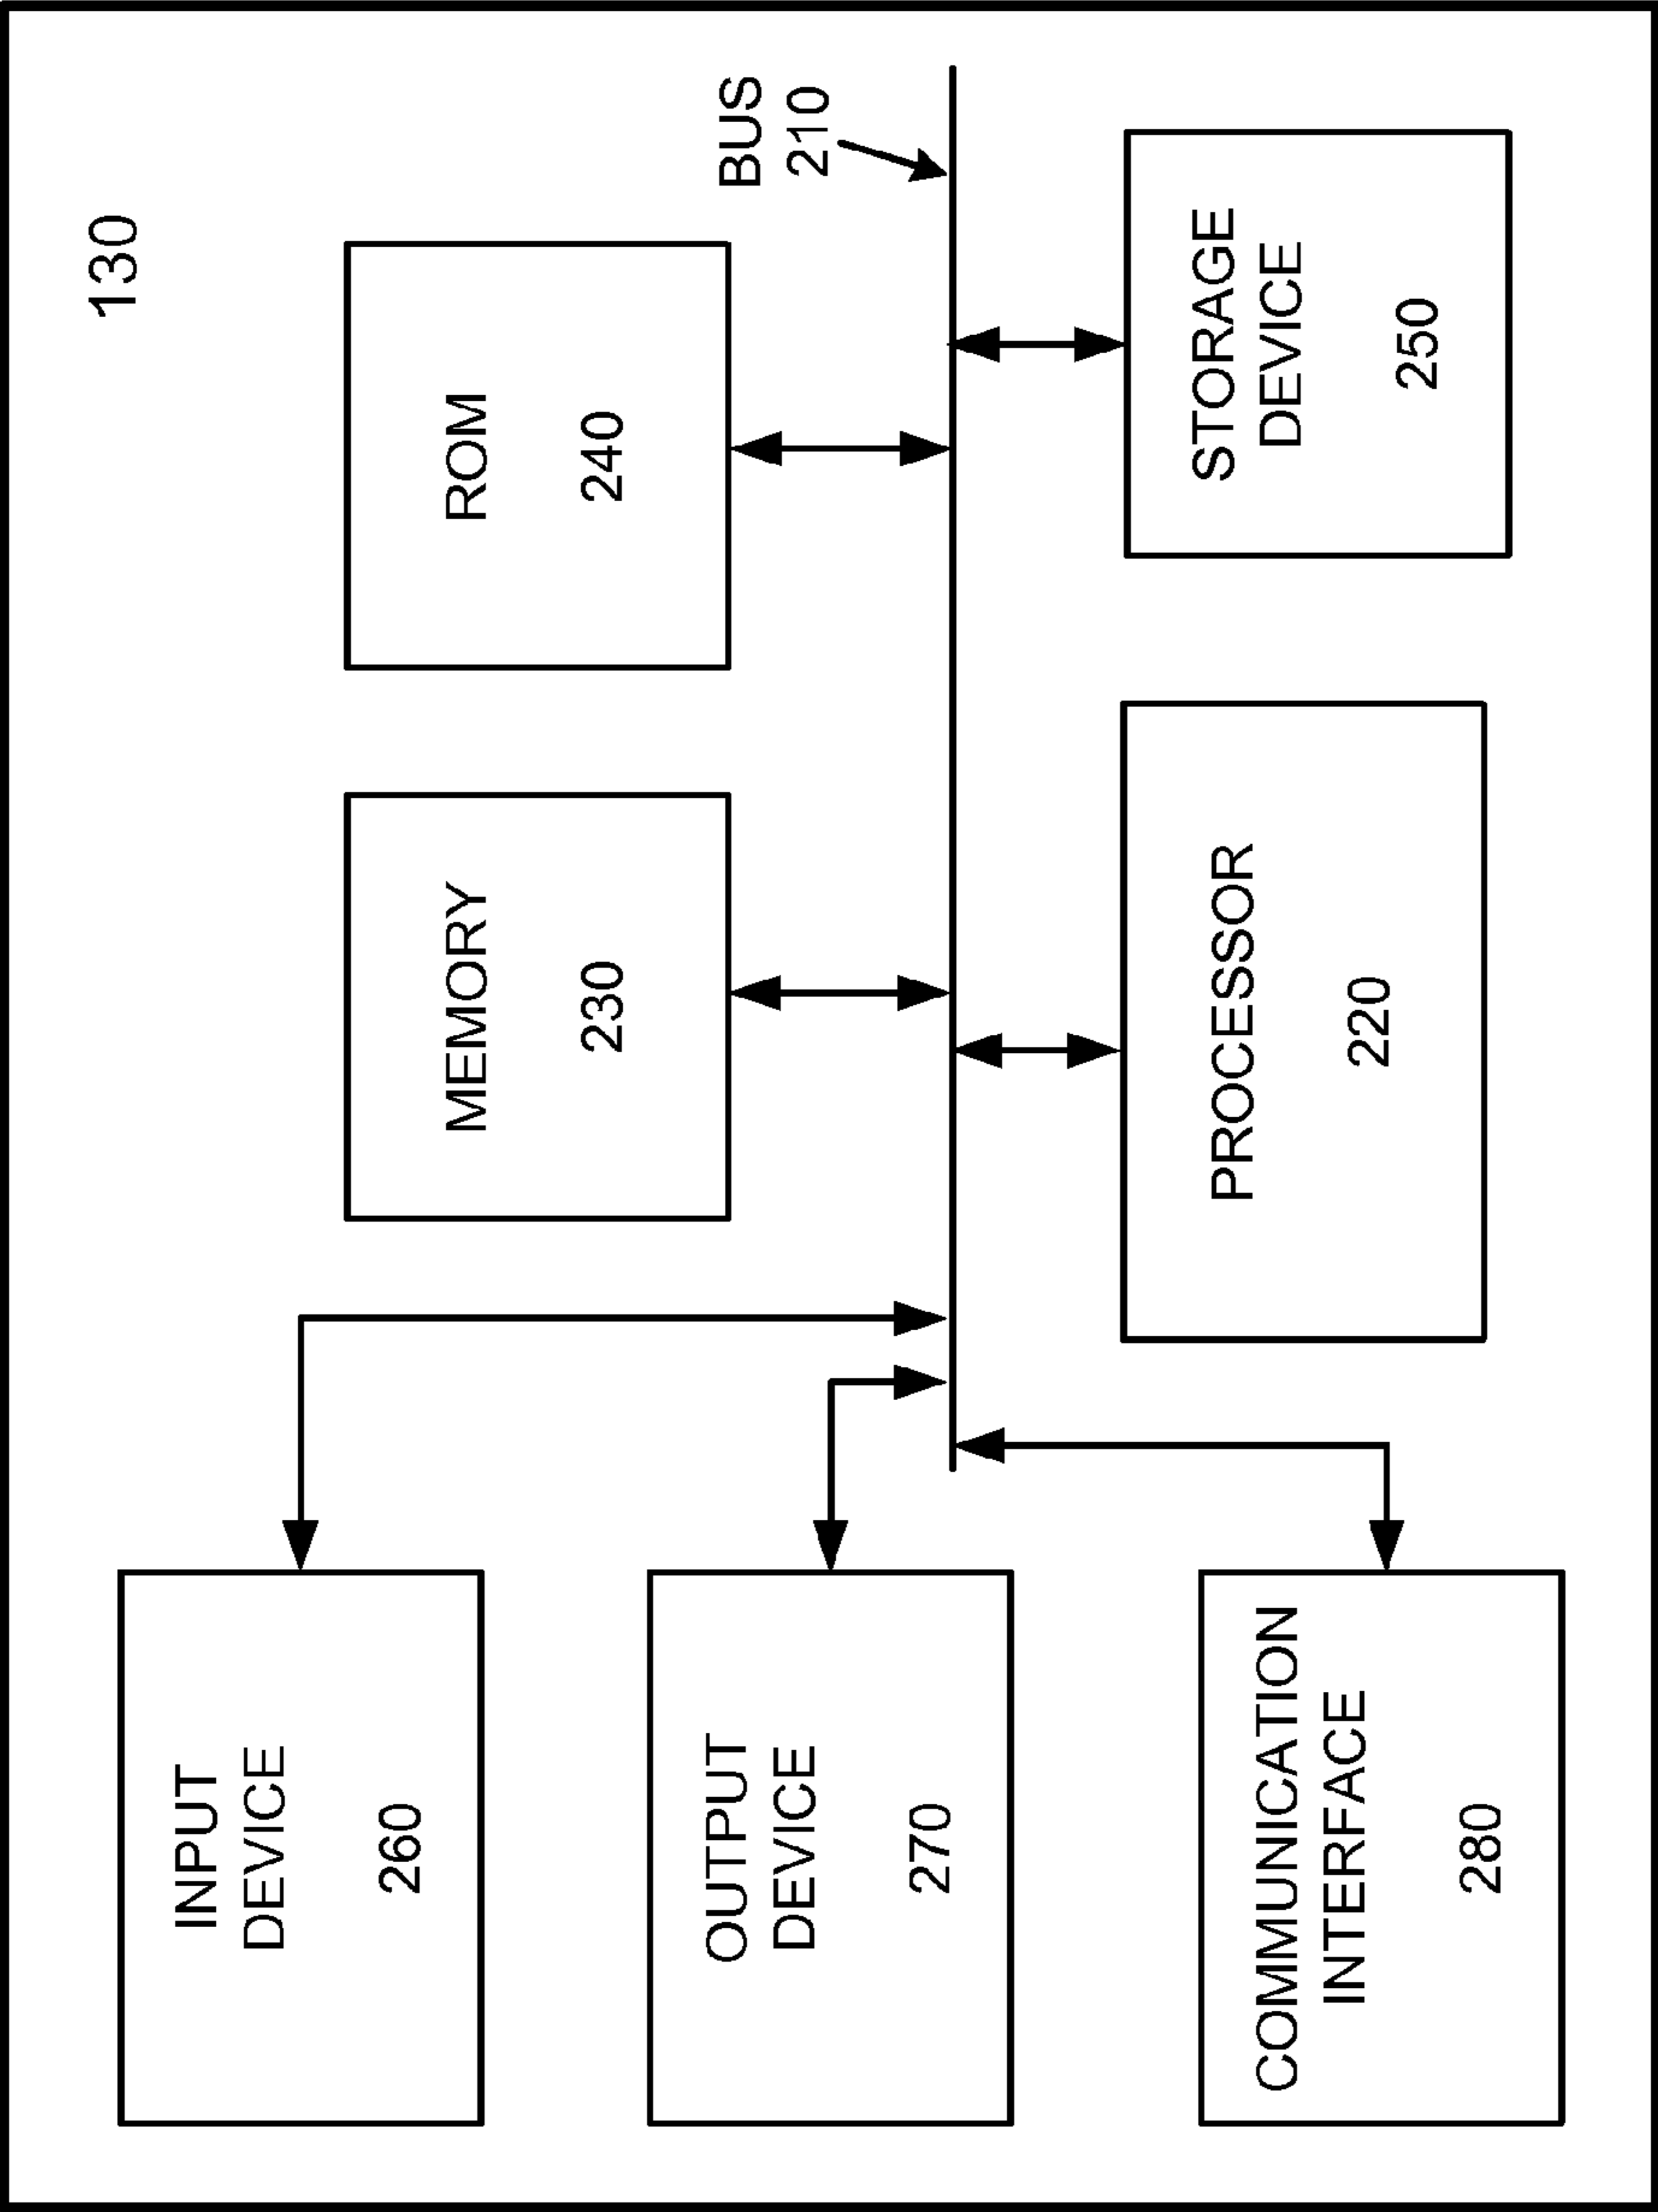 130
BUS
210
MEMORY
230
ROM
240
INPUT
DEVICE
260
OUTPUT
DEVICE
270
COMMUNICATION
INTERFACE
280
PROCESSOR
220
STORAGE
DEVICE
250